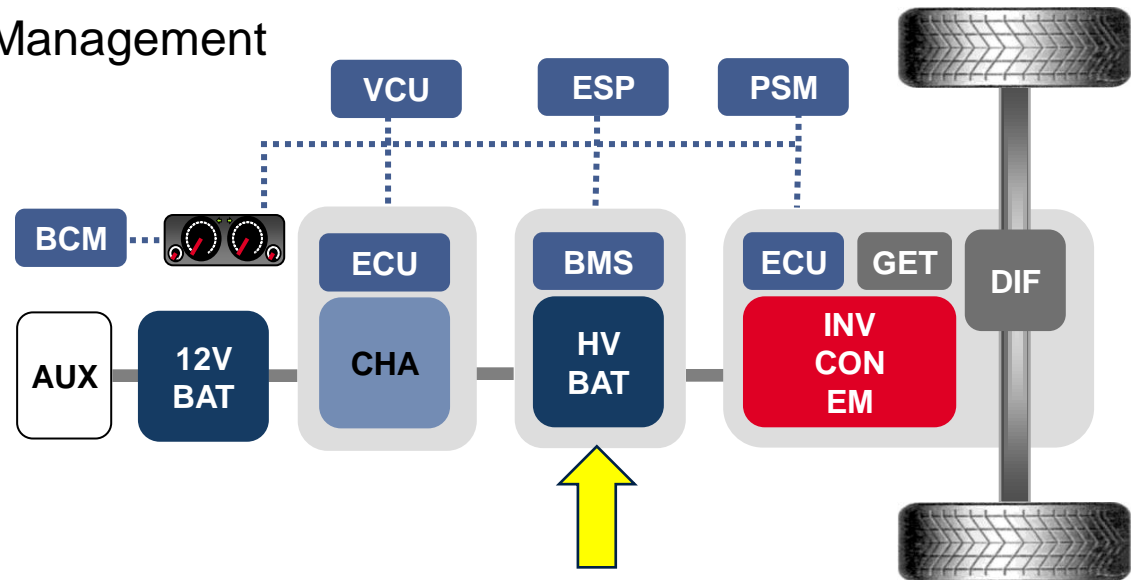 Management
VCU
ESP
PSM
BCM
ECU
BMS
ECU
GET
DIF
AUX
12V
BAT
CHA
HV
BAT
INV
CON
EM